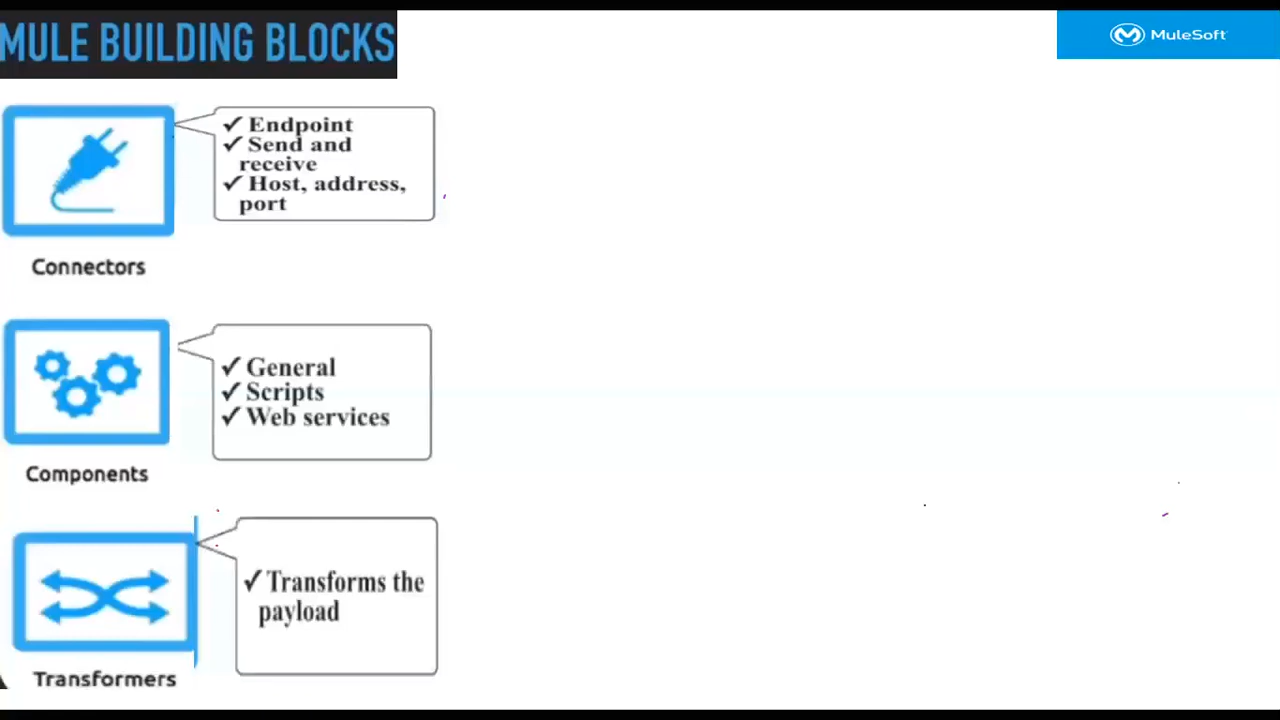 MULE BUILDING BLOCKS
MuleSoft
✓ Endpoint
✓ Send and
receive
✓ Host, address,
port
Connectors
✓ General
✓ Scripts
✓ Web services
Components
✓ Transforms the
payload
Transformers